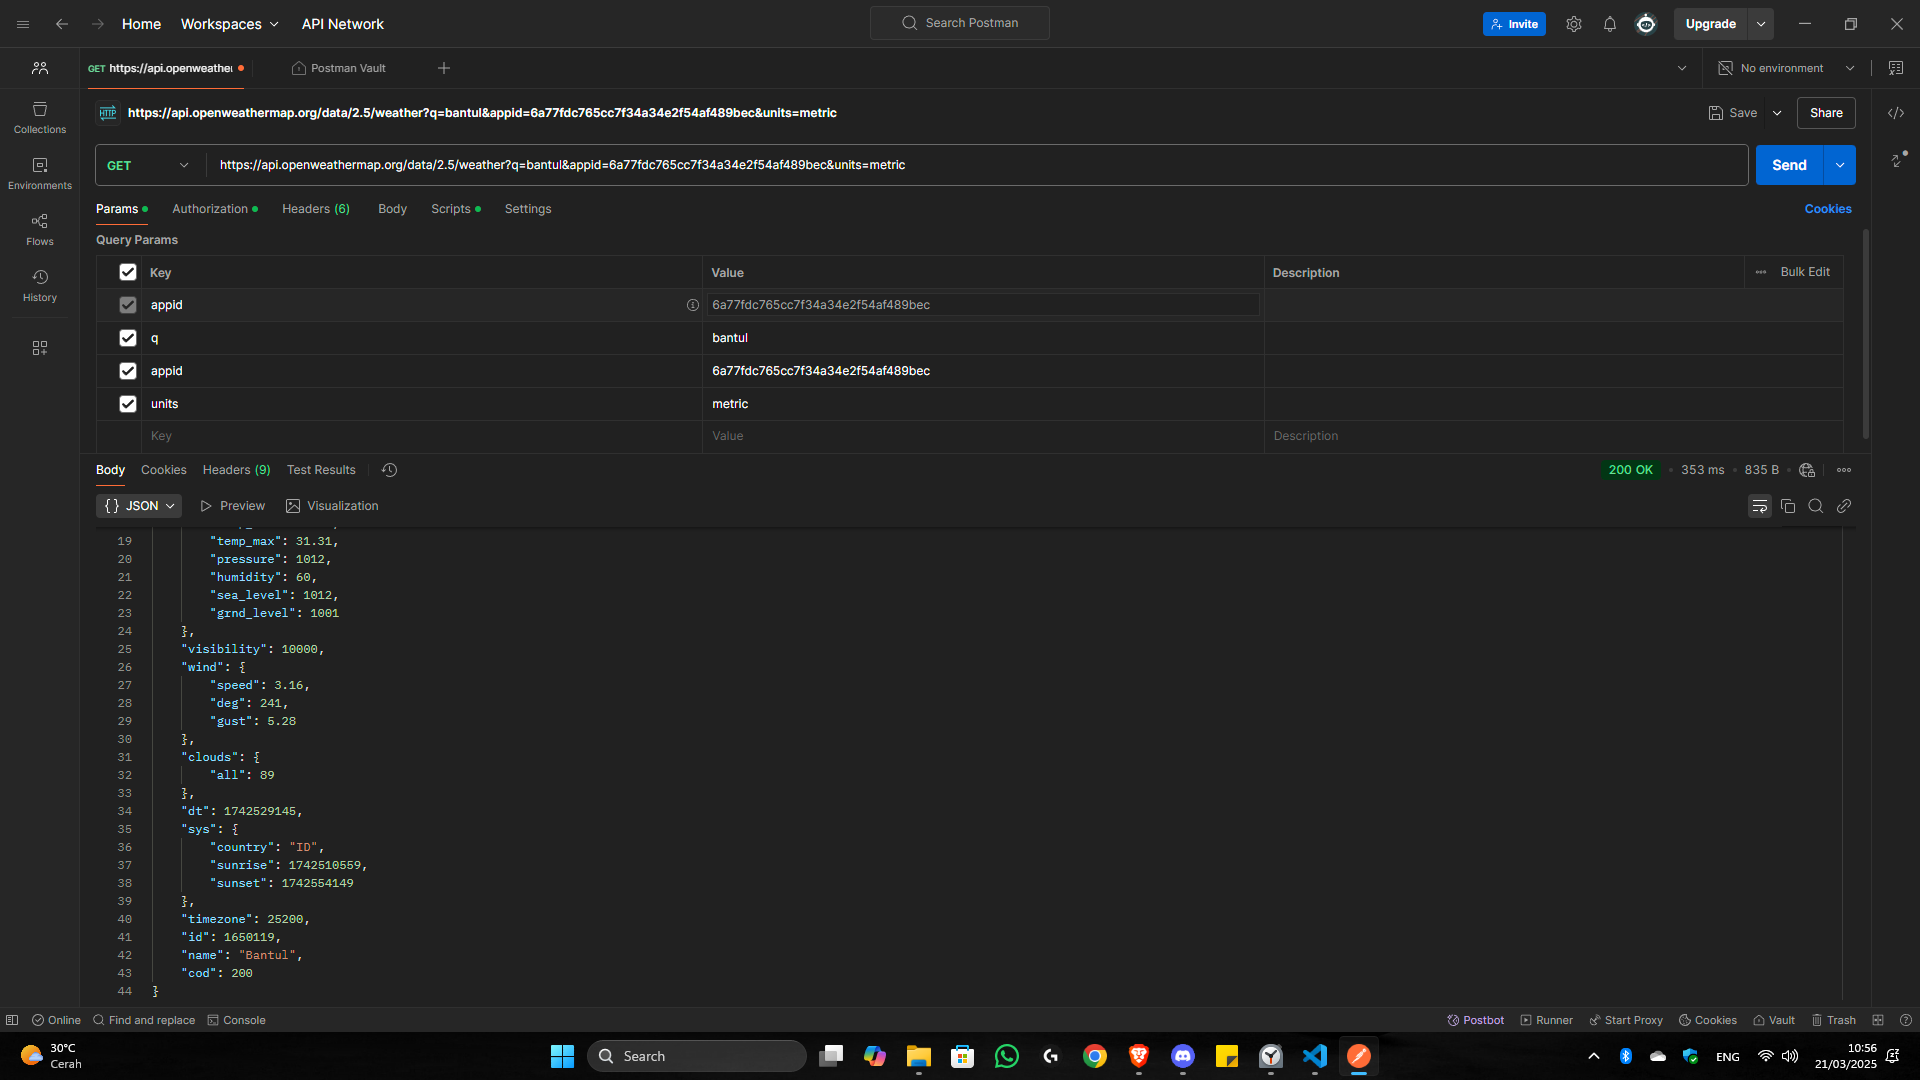 Home
Workspaces
API Network
Search Postman
Invite
Upgrade
GET https://api.openweather
Postman Vault
No environment
HTTP
https://api.openweathermap.org/data/2.5/weather?q=bantul&appid=6a77fdc765cc7f34a34e2f54af489bec&units=metric
Save
Share
Collections
Environments
Flows
History
GET
https://api.openweathermap.org/data/2.5/weather?q=bantul&appid=6a77fdc765cc7f34a34e2f54af489bec&units=metric
Send
Params
Authorization
Headers (6)
Body
Scripts
Settings
Cookies
Query Params
Key Value Description Bulk Edit
appid 6a77fdc765cc7f34a34e2f54af489bec
q bantul
appid 6a77fdc765cc7f34a34e2f54af489bec
units metric
Key Value Description
Body
Cookies
Headers (9)
Test Results
200 OK
353 ms
835 B
{} JSON
Preview
Visualization
19 "temp_max": 31.31,
20 "pressure": 1012,
21 "humidity": 60,
22 "sea_level": 1012,
23 "grnd_level": 1001
24 },
25 "visibility": 10000,
26 "wind": {
27 "speed": 3.16,
28 "deg": 241,
29 "gust": 5.28
30 },
31 "clouds": {
32 "all": 89
33 },
34 "dt": 1742529145,
35 "sys": {
36 "country": "ID",
37 "sunrise": 1742510559,
38 "sunset": 1742554149
39 },
40 "timezone": 25200,
41 "id": 1650119,
42 "name": "Bantul",
43 "cod": 200
44 }
Online
Find and replace
Console
Postbot
Runner
Start Proxy
Cookies
Vault
Trash
30°C
Cerah
Search
ENG
10:56
21/03/2025